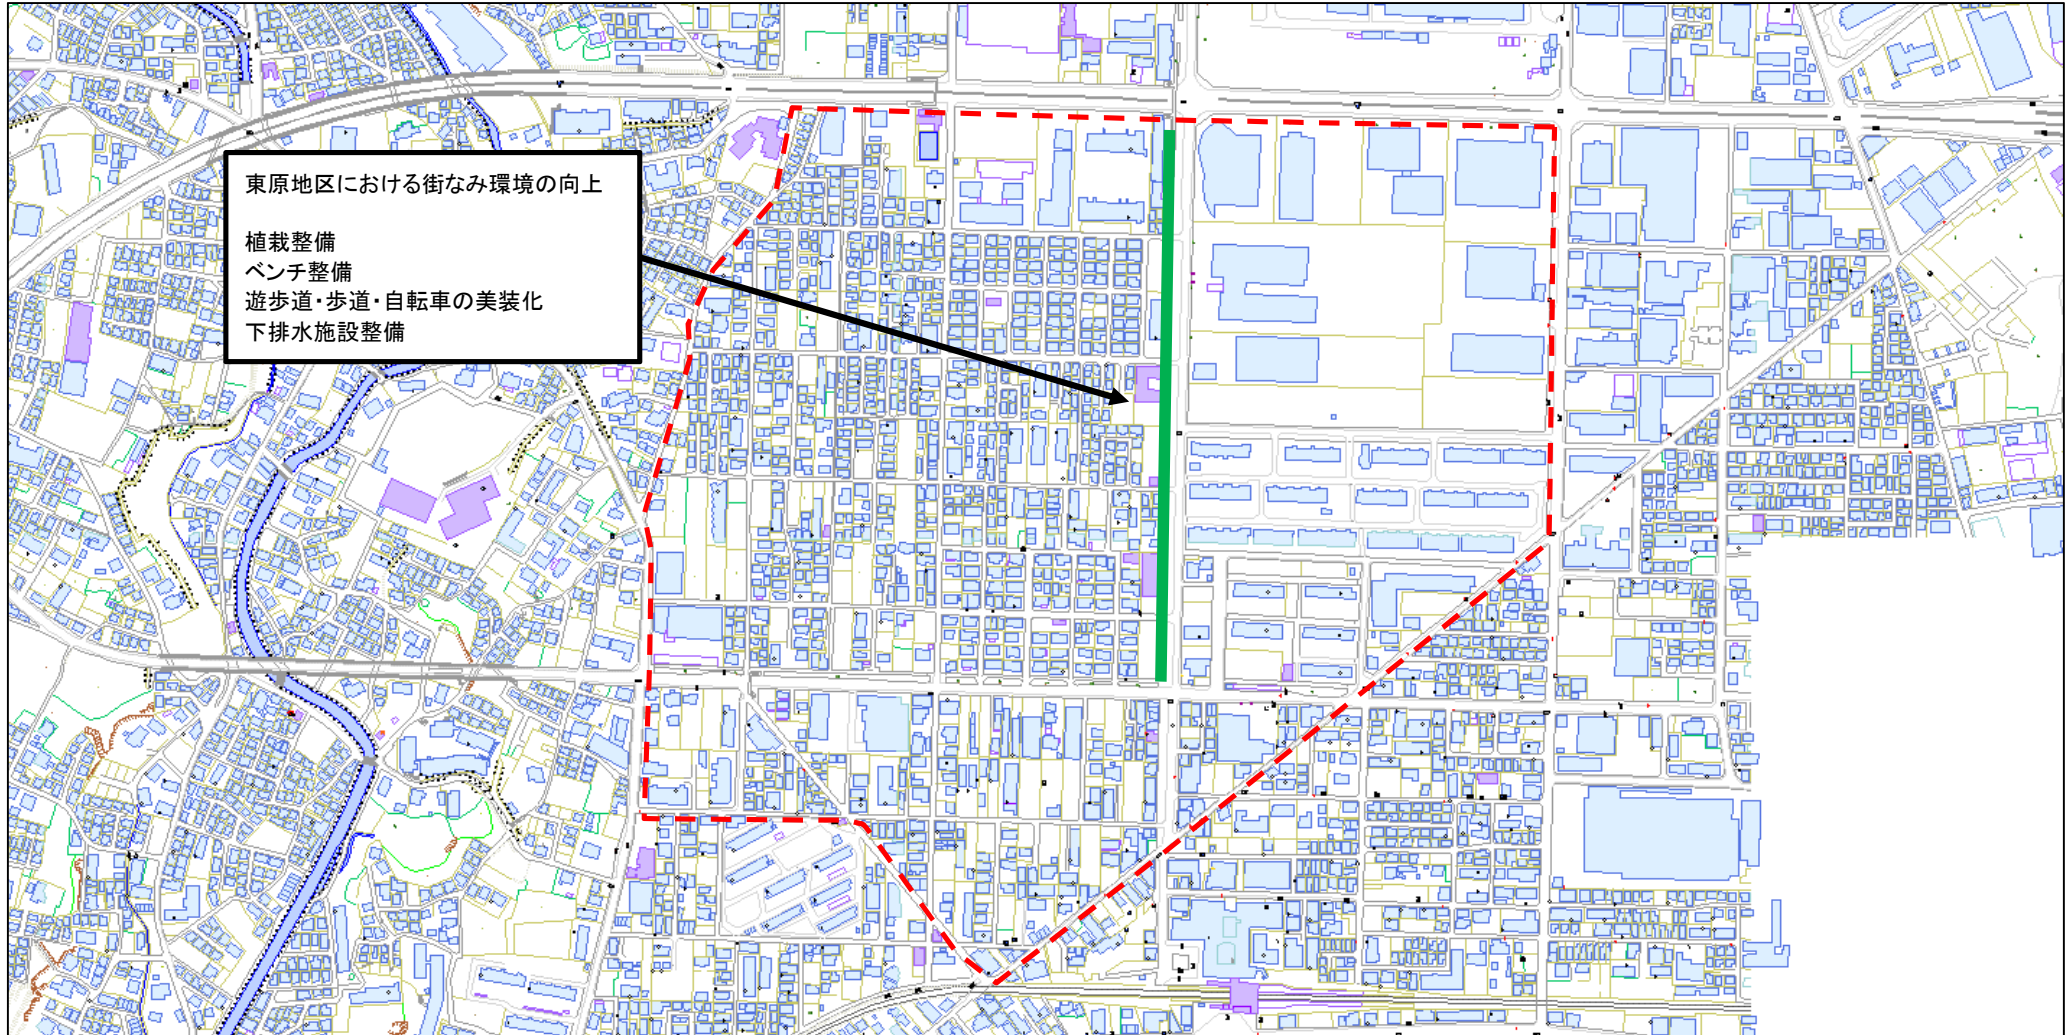 東原地区における街なみ環境の向上
植栽整備
ベンチ整備
遊歩道・歩道・自転車の美装化
下排水施設整備